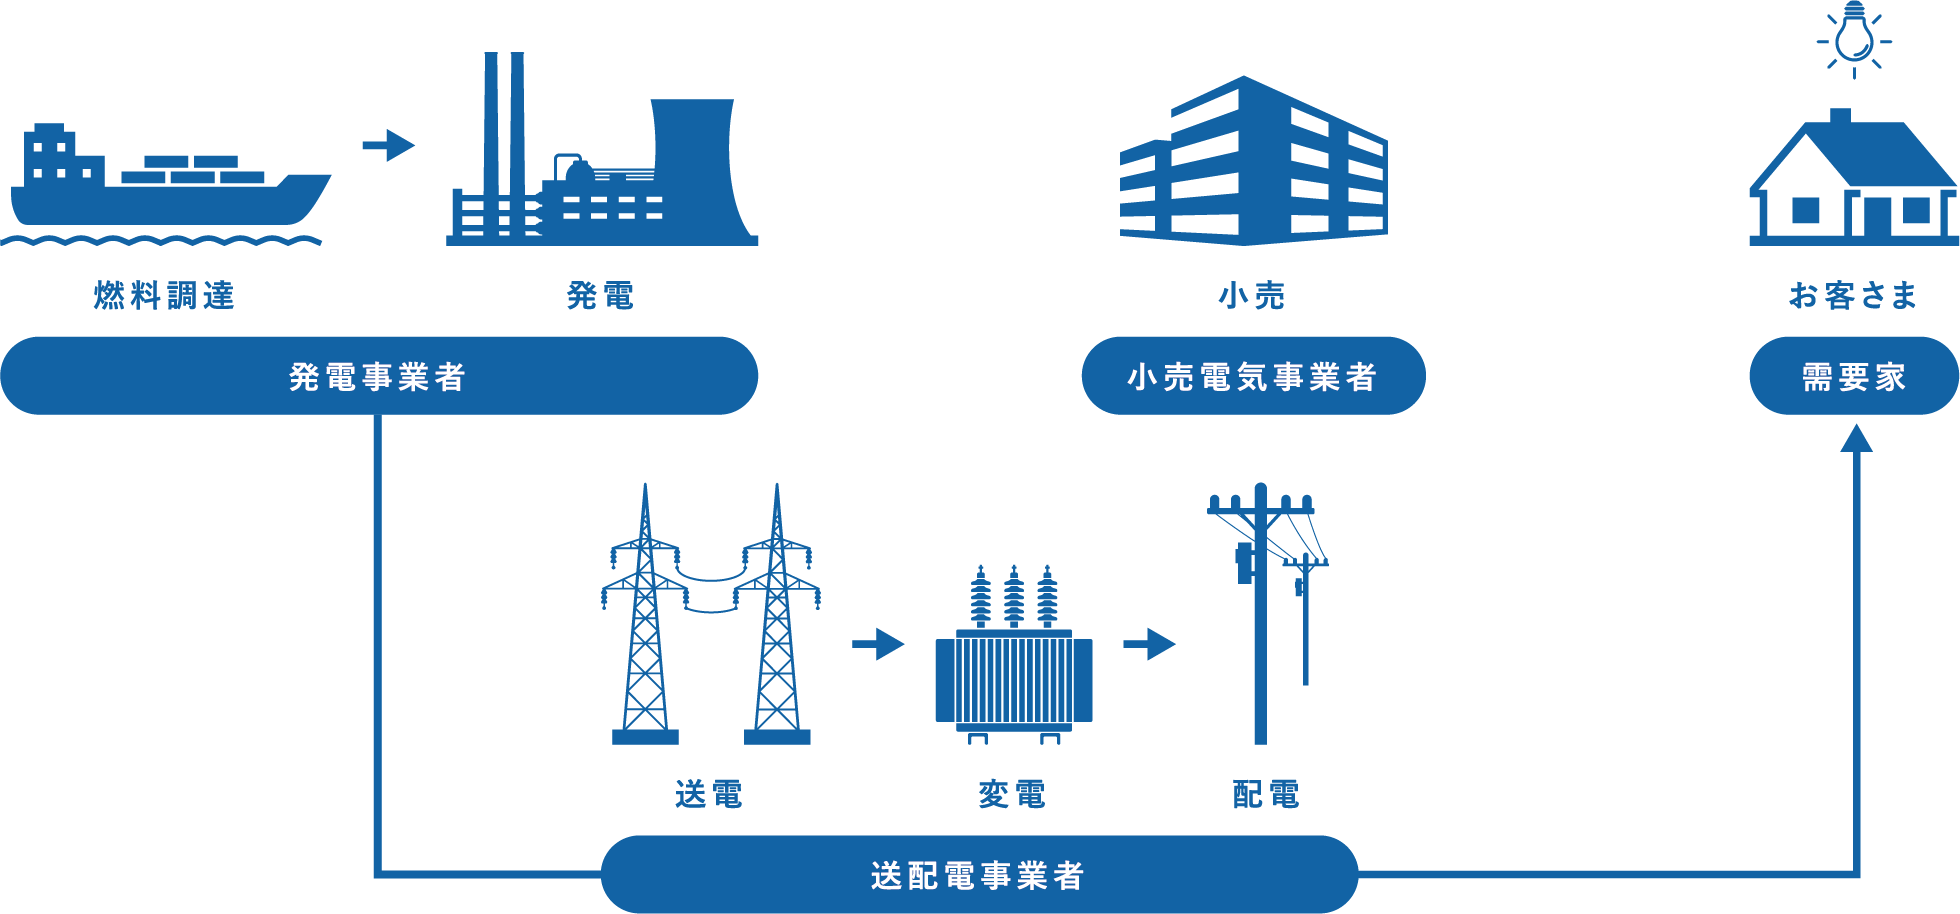 燃料調達
発電
小売
お客さま
発電事業者
小売電気事業者
需要家
送電
変電
配電
送配電事業者